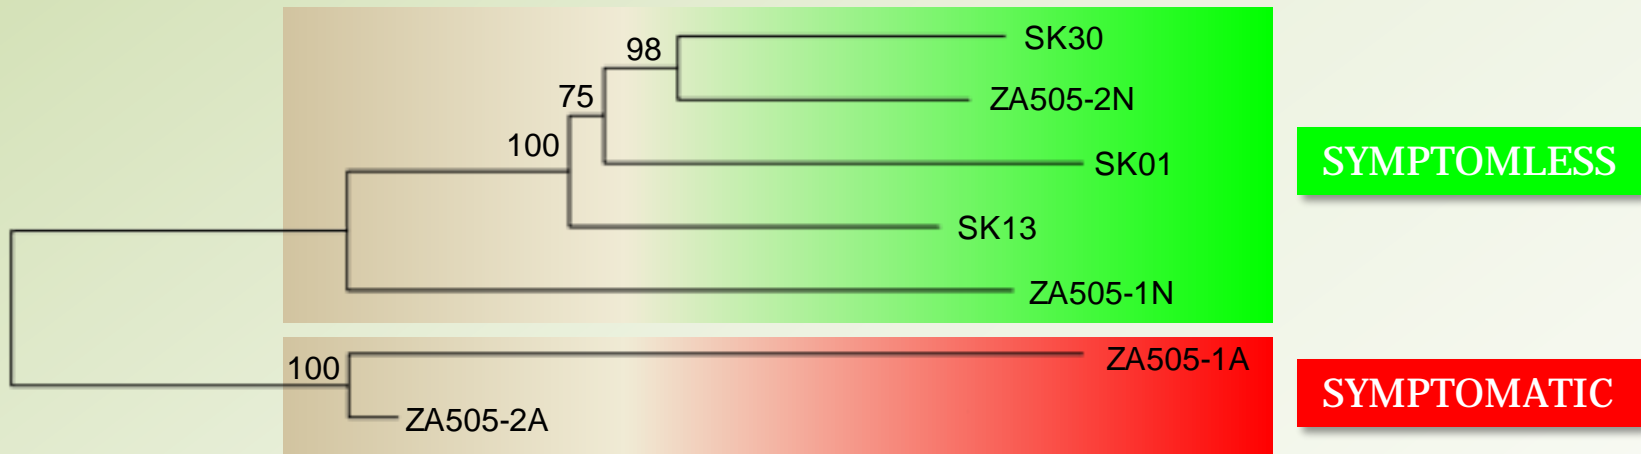 SK30
98
ZA505-2N
75
100
SK01
SYMPTOMLESS
SK13
ZA505-1N
ZA505-1A
100
SYMPTOMATIC
ZA505-2A